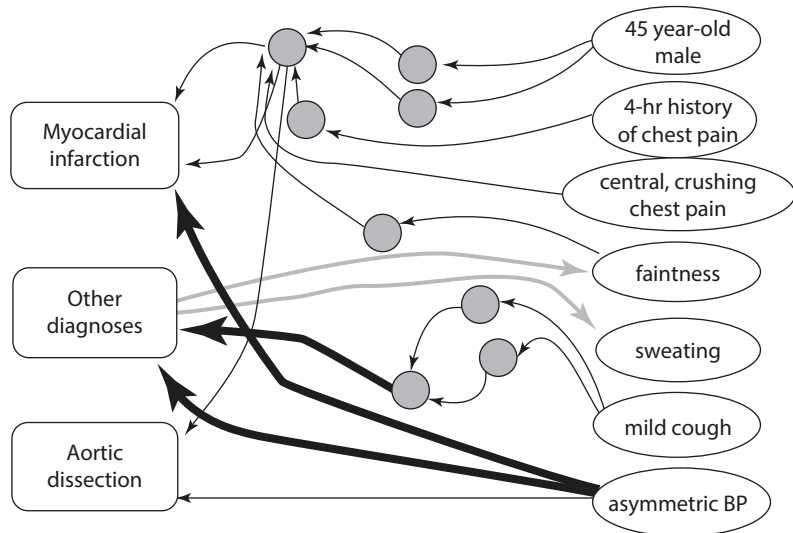 45 year-old
male
4-hr history
of chest pain
Myocardial
infarction
central, crushing
chest pain
faintness
Other
diagnoses
sweating
mild cough
Aortic
dissection
asymmetric BP